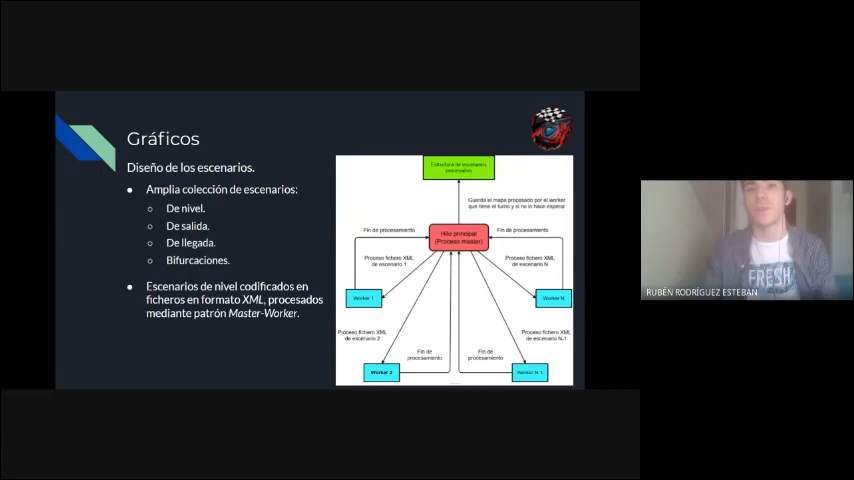 Gráficos
Diseño de los escenarios.
● Amplia colección de escenarios:
○ De nivel.
○ De salida.
○ De llegada.
○ Bifurcaciones.
● Escenarios de nivel codificados en
ficheros en formato XML, procesados
mediante patrón Master-Worker.
Estructura de escenarios
procesados
Guarda el mapa procesado por el worker
que tiene el turno y si no lo hace esperar
Fin de procesamiento
Hilo principal
(Proceso master)
Fin de procesamiento
Proceso fichero XML
de escenario 1
Proceso fichero XML
de escenario N
Worker 1
Worker N
Proceso fichero XML
de escenario 2
Proceso fichero XML
de escenario N-1
Fin de
procesamiento
Fin de
procesamiento
Worker 2
Worker N-1
FRESH
RUBÉN RODRÍGUEZ ESTEBAN